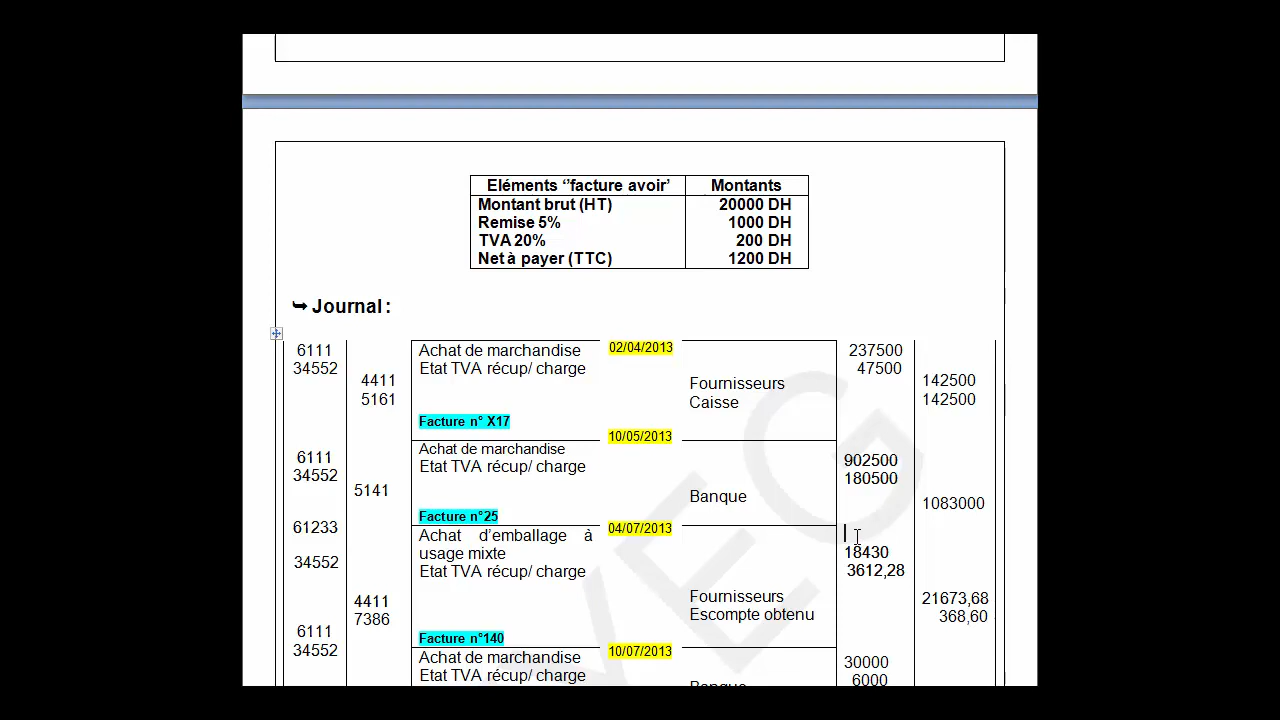 Eléments ‘’facture avoir’ Montants
Montant brut (HT) 20000 DH
Remise 5% 1000 DH
TVA 20% 200 DH
Net à payer (TTC) 1200 DH
➥ Journal :
02/04/2013
6111 Achat de marchandise 237500
34552 Etat TVA récup/ charge 47500
4411 Fournisseurs 142500
5161 Caisse 142500
Facture n° X17
10/05/2013
6111 Achat de marchandise 902500
34552 Etat TVA récup/ charge 180500
5141 Banque 1083000
Facture n°25
04/07/2013
61233 Achat d’emballage à
usage mixte 18430
34552 Etat TVA récup/ charge 3612,28
4411 Fournisseurs 21673,68
7386 Escompte obtenu 368,60
Facture n°140
10/07/2013
6111 Achat de marchandise 30000
34552 Etat TVA récup/ charge 6000
Banque